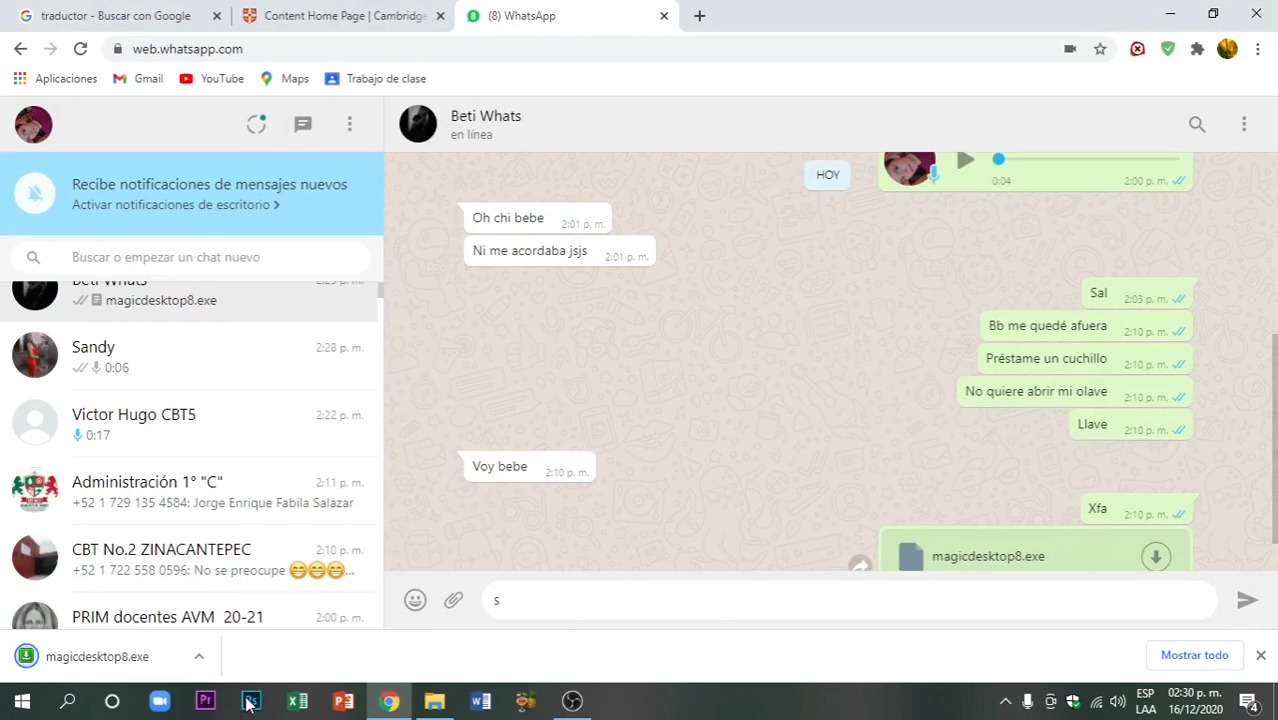 traductor - Buscar con Google
Content Home Page | Cambridge
(8) WhatsApp
web.whatsapp.com
Aplicaciones
Gmail
YouTube
Maps
Trabajo de clase
Beti Whats
en línea
Recibe notificaciones de mensajes nuevos
Activar notificaciones de escritorio >
Buscar o empezar un chat nuevo
Beti Whats 2:29 p. m.
magicdesktop8.exe
Sandy 2:28 p. m.
0:06
Victor Hugo CBT5 2:22 p. m.
0:17
Administración 1° "C" 2:11 p. m.
+52 1 729 135 4584: Jorge Enrique Fabila Salazar
CBT No.2 ZINACANTEPEC 2:10 p. m.
+52 1 722 558 0596: No se preocupe 😁😁😁...
PRIM docentes AVM 20-21 2:00 p. m.
0:04 2:00 p. m.
HOY
Oh chi bebe 2:01 p. m.
Ni me acordaba jsjs 2:01 p. m.
Sal 2:03 p. m.
Bb me quedé afuera 2:10 p. m.
Préstame un cuchillo 2:10 p. m.
No quiere abrir mi olave 2:10 p. m.
Llave 2:10 p. m.
Voy bebe 2:10 p. m.
Xfa 2:10 p. m.
magicdesktop8.exe
s
magicdesktop8.exe
Mostrar todo
Pr
Ps
ESP 02:30 p. m.
LAA 16/12/2020
4